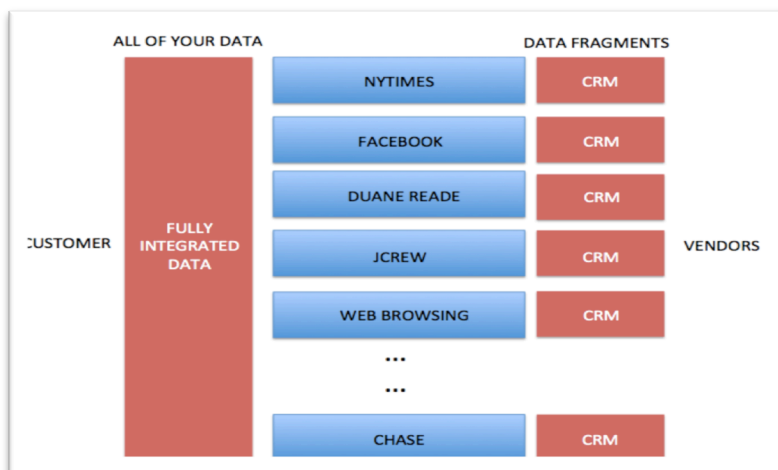 ALL OF YOUR DATA
DATA FRAGMENTS
NYTIMES
CRM
FACEBOOK
CRM
DUANE READE
CRM
FULLY
INTEGRATED
DATA
CUSTOMER
JCREW
CRM
VENDORS
WEB BROWSING
CRM
...
...
CHASE
CRM